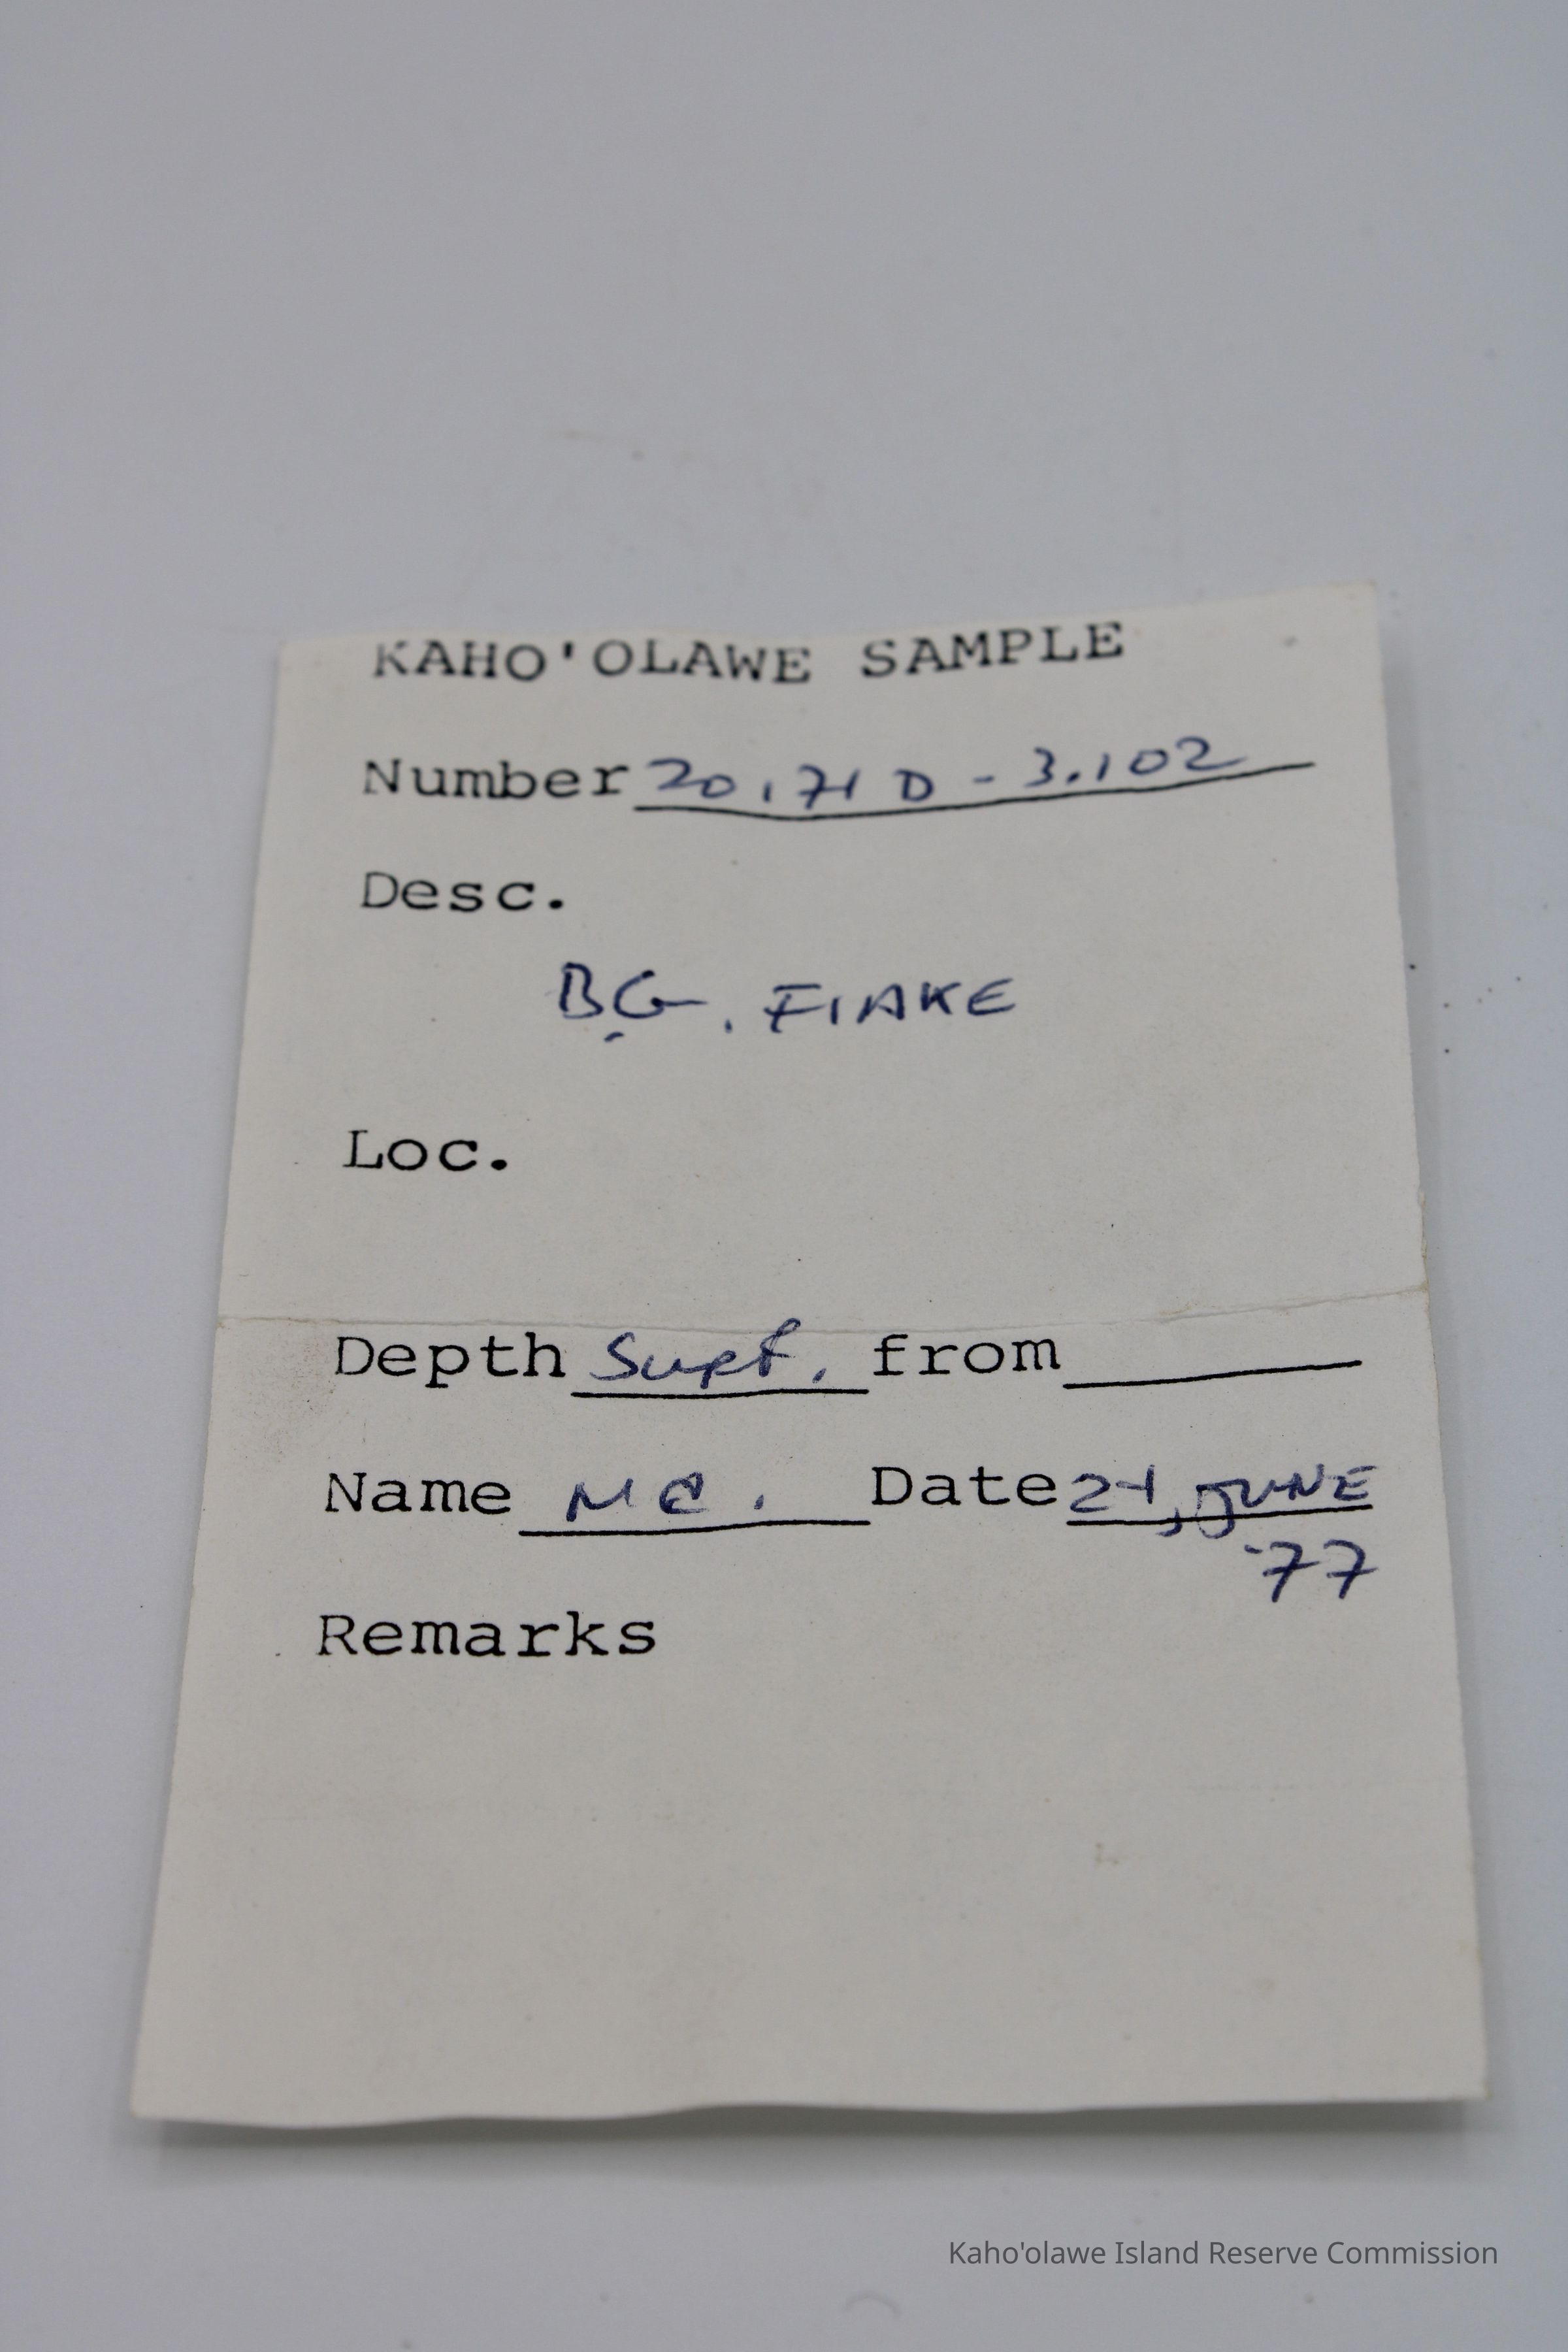 KAHO'OLAWE SAMPLE
Number 20,71 D - 3.102
Desc.
BG. FLAKE
Loc.
Depth Surf. from
Name MC. Date 24, JUNE
'77
Remarks
Kaho'olawe Island Reserve Commission